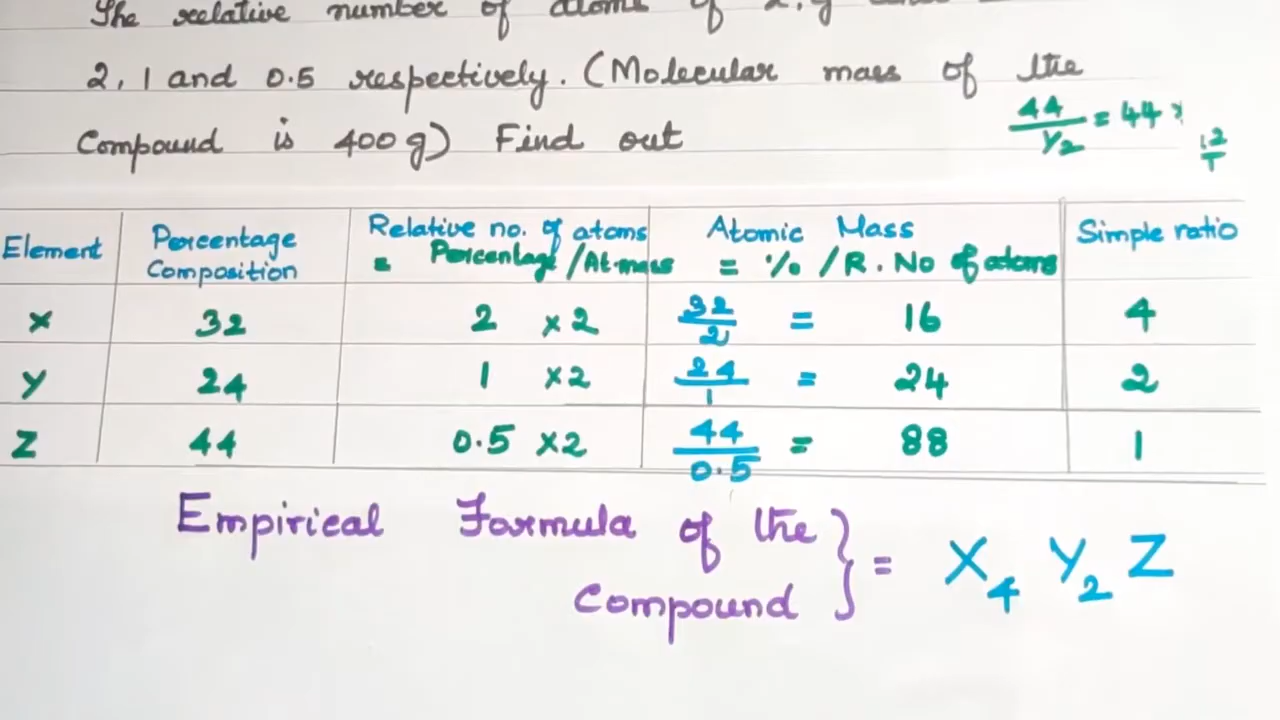 The relative number of atoms of
2, 1 and 0.5 respectively. (Molecular mass of the
Compound is 400g) Find out
44/½ = 44 ×
2/1
Element Percentage Composition Relative no. of atoms = Percentage/At.mass Atomic Mass = %/R.No of atoms Simple ratio
X 32 2 ×2 32/2 = 16 4
Y 24 1 ×2 24/1 = 24 2
Z 44 0.5 ×2 44/0.5 = 88 1
Empirical Formula of the
Compound } = X₄ Y₂ Z